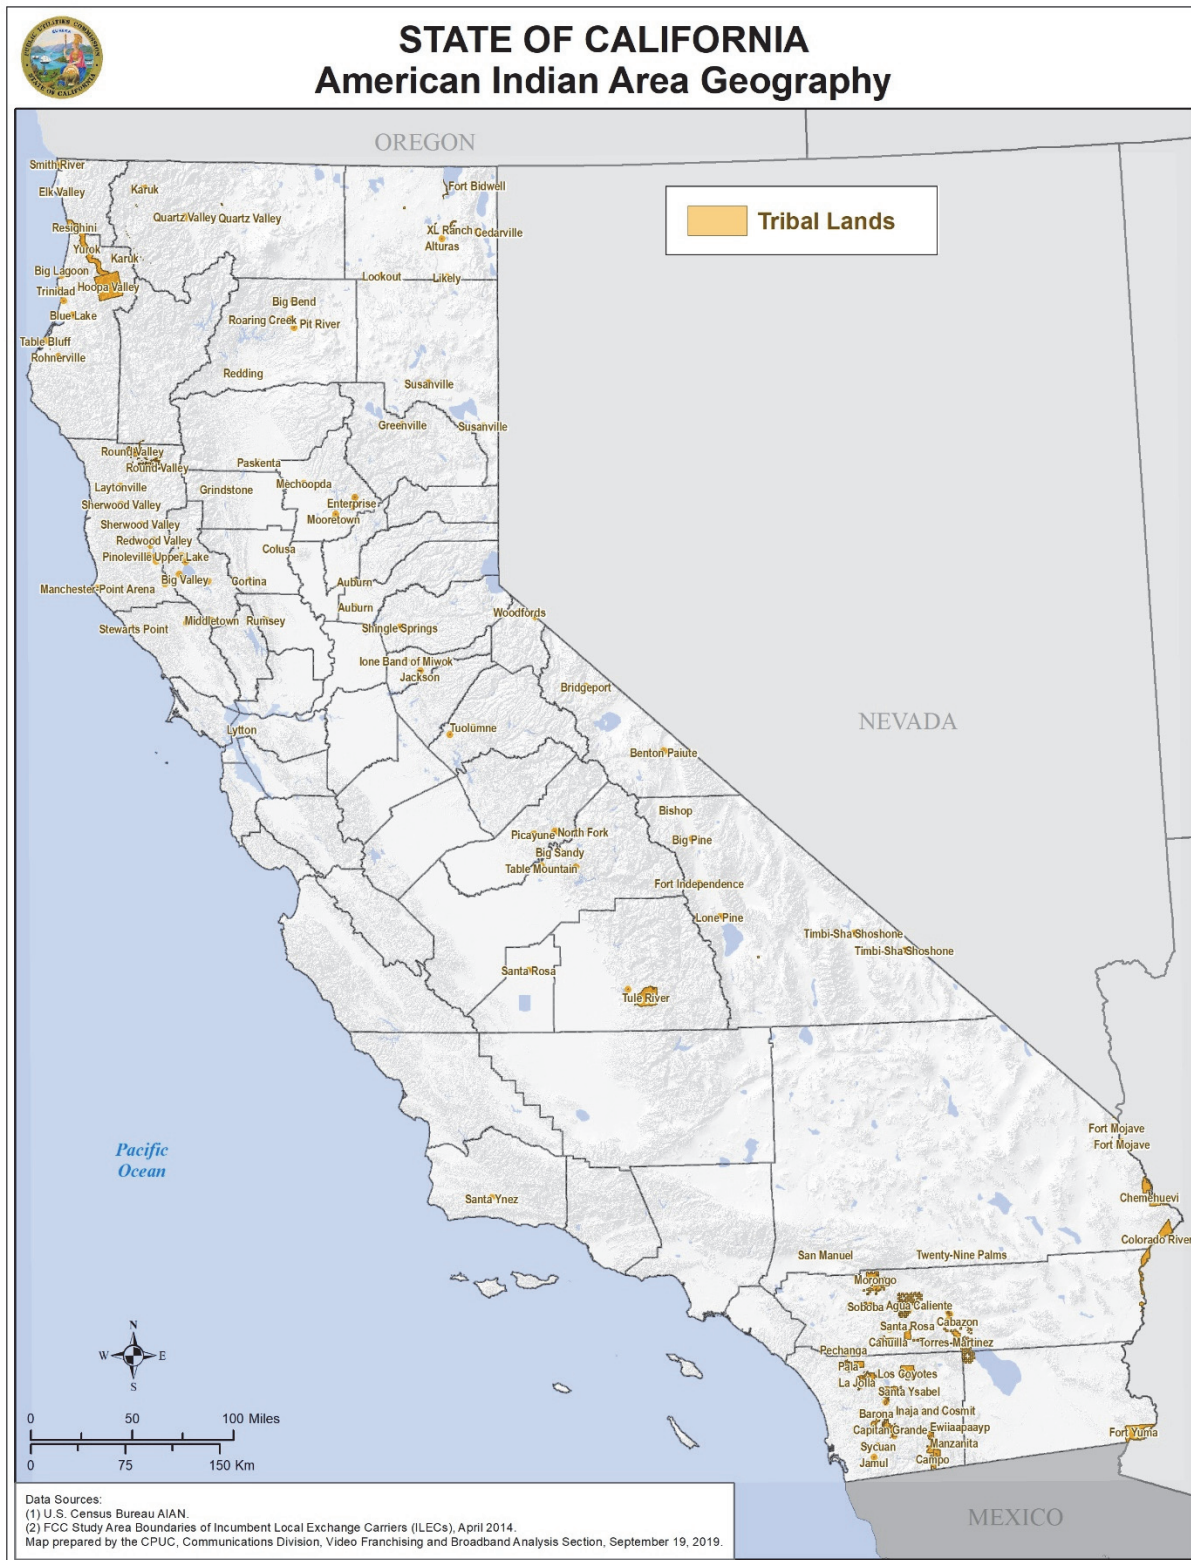 STATE OF CALIFORNIA
American Indian Area Geography
OREGON
Tribal Lands
Smith River
Elk Valley
Karuk
Fort Bidwell
Quartz Valley
Quartz Valley
Resighini
XL Ranch
Cedarville
Alturas
Yurok
Karuk
Big Lagoon
Lookout
Likely
Hoopa Valley
Trinidad
Big Bend
Blue Lake
Roaring Creek
Pit River
Table Bluff
Rohnerville
Redding
Susanville
Greenville
Susanville
Round Valley
Round Valley
Paskenta
Laytonville
Grindstone
Mechoopda
Sherwood Valley
Enterprise
Mooretown
Sherwood Valley
Redwood Valley
Colusa
Pinoleville
Upper Lake
Big Valley
Cortina
Auburn
Manchester-Point Arena
Auburn
Woodfords
Stewarts Point
Middletown
Rumsey
Shingle Springs
Ione Band of Miwok
Jackson
Bridgeport
NEVADA
Lytton
Tuolumne
Benton Paiute
Bishop
Picayune
North Fork
Big Pine
Big Sandy
Table Mountain
Fort Independence
Lone Pine
Timbi-Sha Shoshone
Timbi-Sha Shoshone
Santa Rosa
Tule River
Pacific
Ocean
Fort Mojave
Fort Mojave
Santa Ynez
Chemehuevi
Colorado River
San Manuel
Twenty-Nine Palms
Morongo
Soboba
Agua Caliente
Santa Rosa
Cabazon
Cahuilla
Torres-Martinez
Pechanga
Pala
Los Coyotes
La Jolla
Santa Ysabel
Barona
Inaja and Cosmit
Capitan Grande
Ewiiaapaayp
Sycuan
Manzanita
Jamul
Campo
Fort Yuma
MEXICO
N
W
E
S
0 50 100 Miles
0 75 150 Km
Data Sources:
(1) U.S. Census Bureau AIAN.
(2) FCC Study Area Boundaries of Incumbent Local Exchange Carriers (ILECs), April 2014.
Map prepared by the CPUC, Communications Division, Video Franchising and Broadband Analysis Section, September 19, 2019.